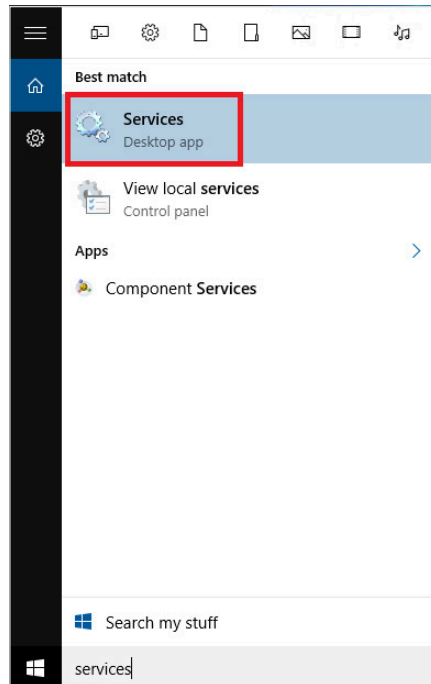 Best match
Services
Desktop app
View local services
Control panel
Apps
Component Services
Search my stuff
services